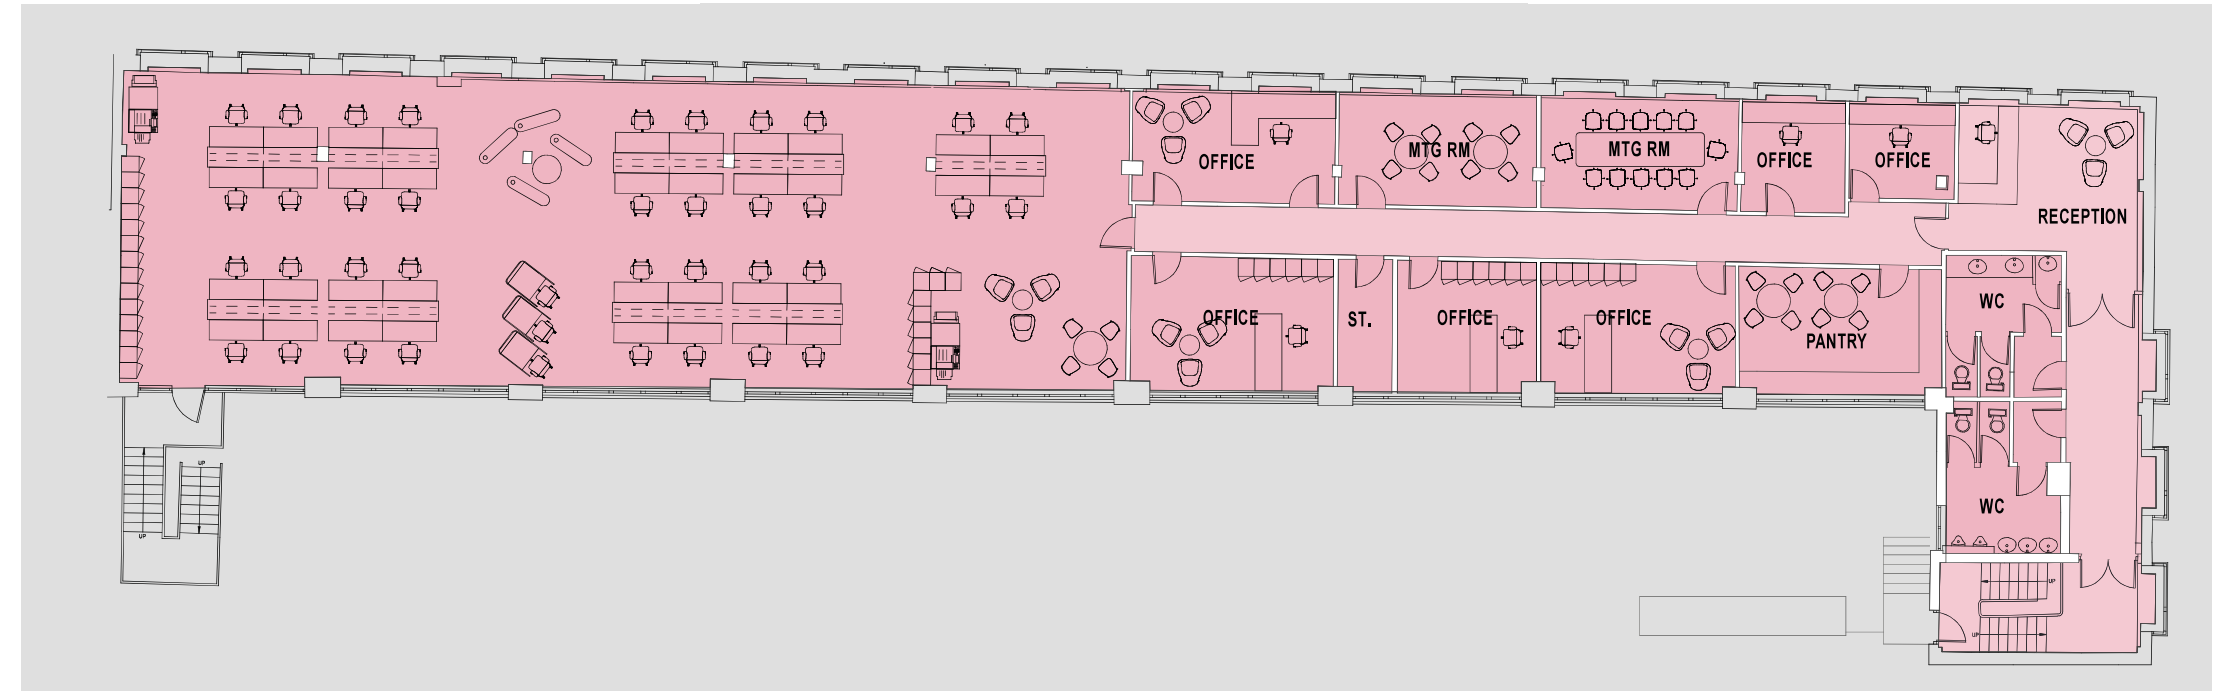 OFFICE
MTG RM
MTG RM
OFFICE
OFFICE
RECEPTION
OFFICE
ST.
OFFICE
OFFICE
PANTRY
WC
WC
UP
UP
UP
UP